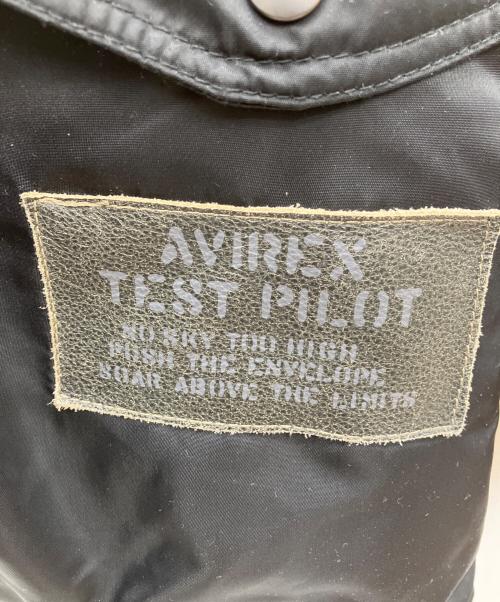 AVIREX
TEST PILOT
NO SKY TOO HIGH
PUSH THE ENVELOPE
SOAR ABOVE THE LIMITS